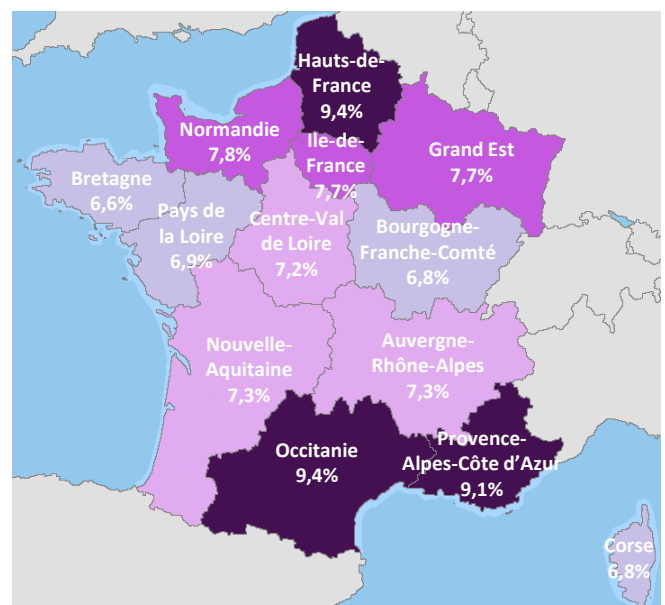 Hauts-de-
France
9,4%
Normandie
7,8%
Ile-de-
France
7,7%
Grand Est
7,7%
Bretagne
6,6%
Pays de
la Loire
6,9%
Centre-Val
de Loire
7,2%
Bourgogne-
Franche-Comté
6,8%
Nouvelle-
Aquitaine
7,3%
Auvergne-
Rhône-Alpes
7,3%
Occitanie
9,4%
Provence-
Alpes-Côte d’Azur
9,1%
Corse
6,8%